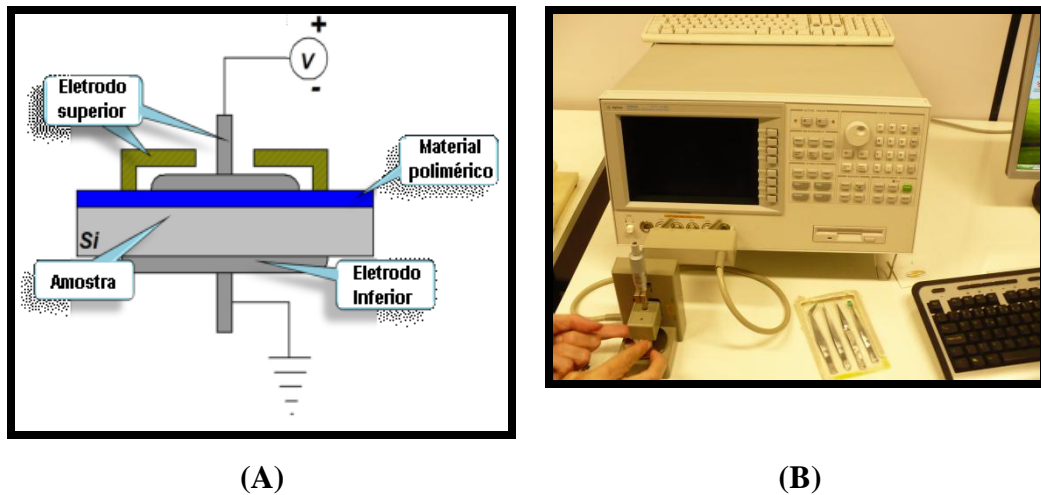 +
V
-
Eletrodo
superior
Material
polimérico
Si
Amostra
Eletrodo
Inferior
(A)
(B)